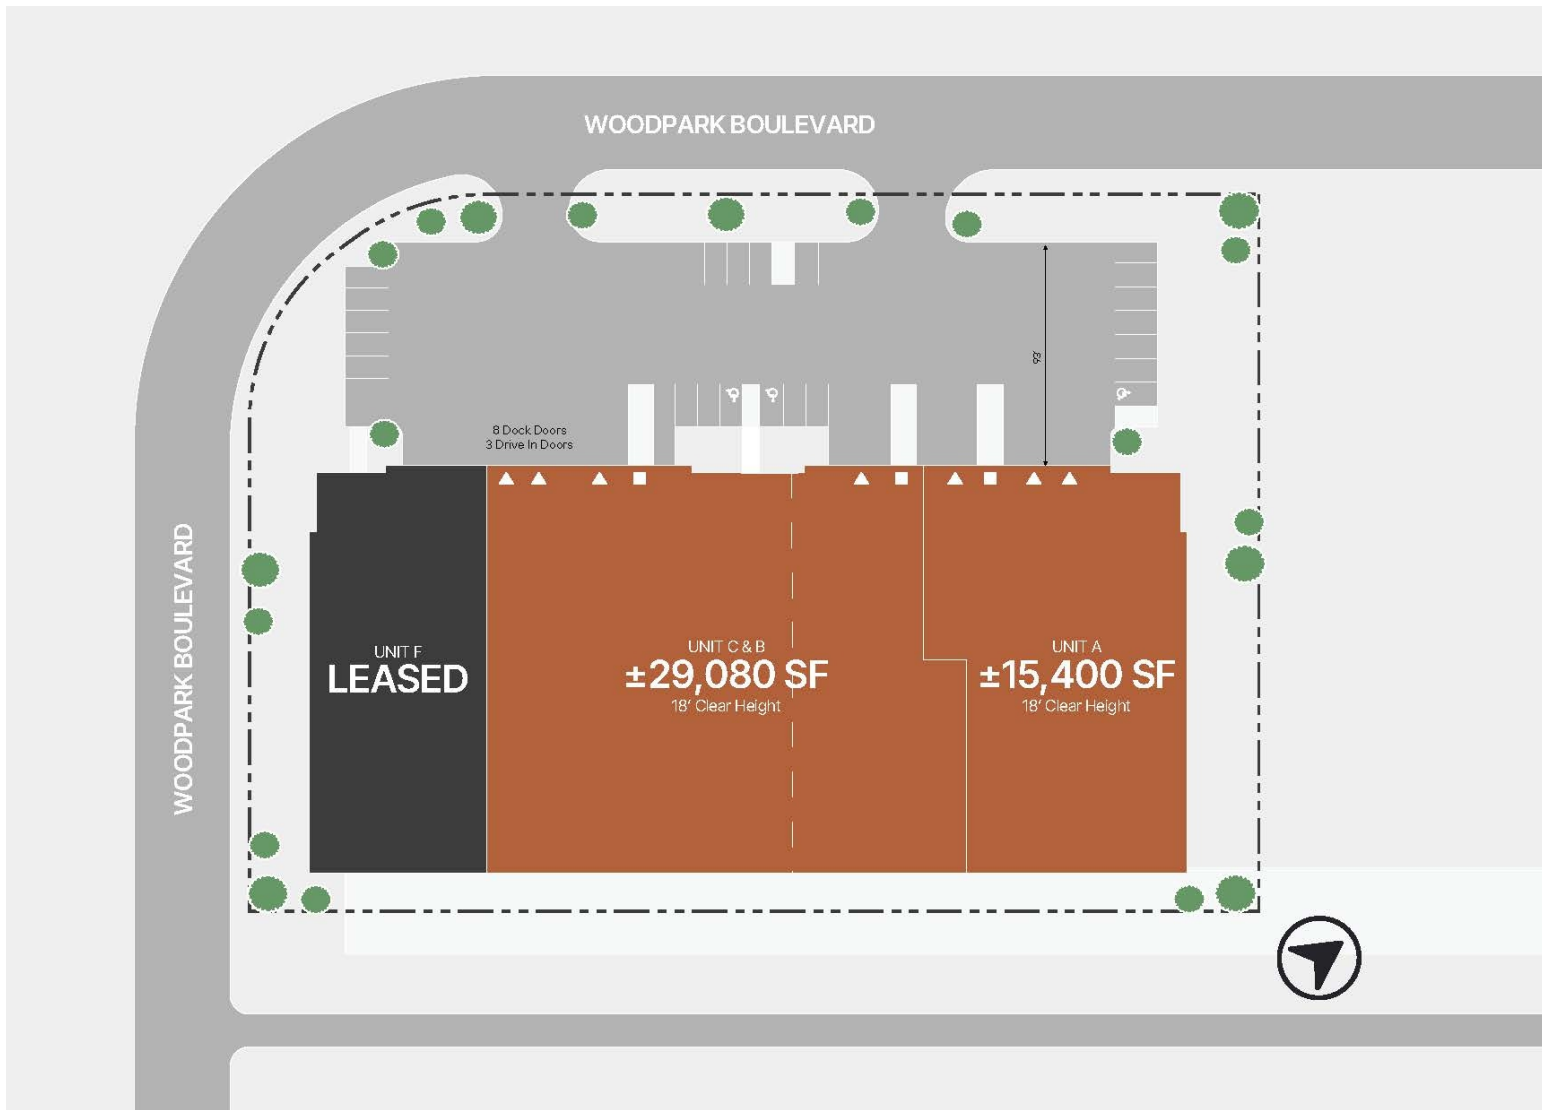 WOODPARK BOULEVARD
93'
8 Dock Doors
3 Drive In Doors
WOODPARK BOULEVARD
UNIT F
LEASED
UNIT C & B
±29,080 SF
18' Clear Height
UNIT A
±15,400 SF
18' Clear Height